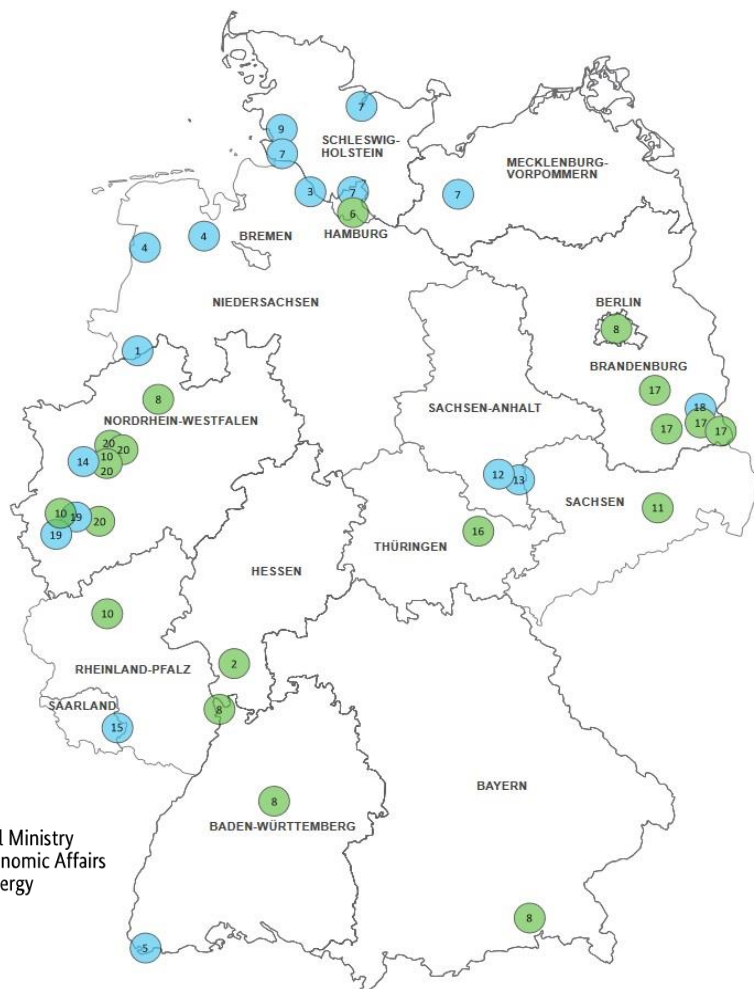 7
9
SCHLESWIG-
HOLSTEIN
7
MECKLENBURG-
VORPOMMERN
3
7
7
6
4
4
BREMEN
HAMBURG
NIEDERSACHSEN
BERLIN
8
1
BRANDENBURG
17
8
NORDRHEIN-WESTFALEN
SACHSEN-ANHALT
18
17
17
17
20
20
10
20
14
12
13
SACHSEN
11
10
19
20
19
16
THÜRINGEN
HESSEN
10
2
RHEINLAND-PFALZ
SAARLAND
8
15
BAYERN
8
BADEN-WÜRTTEMBERG
l Ministry
nomic Affairs
ergy
8
5